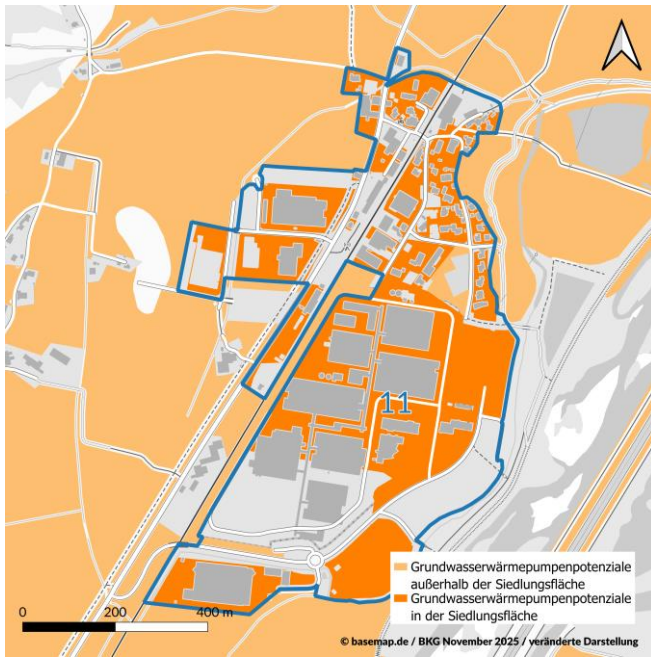 11
Grundwasserwärmepumpenpotenziale
außerhalb der Siedlungsfläche
Grundwasserwärmepumpenpotenziale
in der Siedlungsfläche
0 200 400 m
© basemap.de / BKG November 2025 / veränderte Darstellung